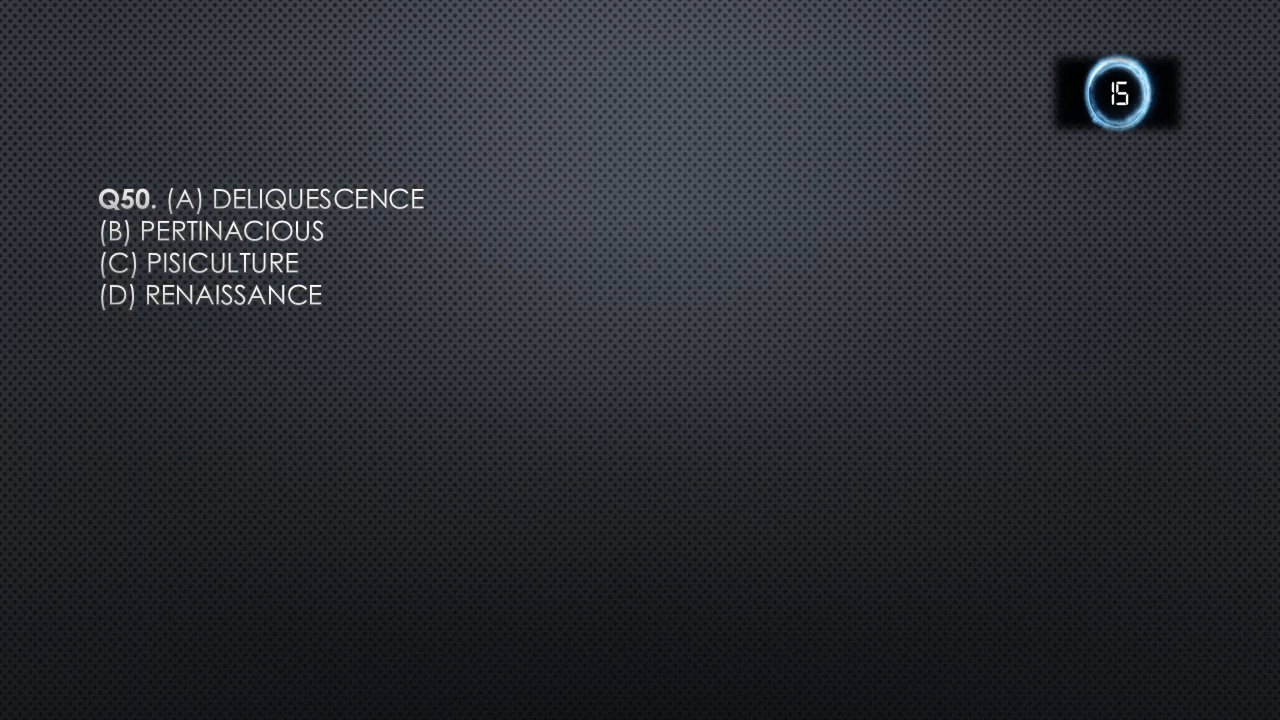 15
Q50. (A) DELIQUESCENCE
(B) PERTINACIOUS
(C) PISICULTURE
(D) RENAISSANCE